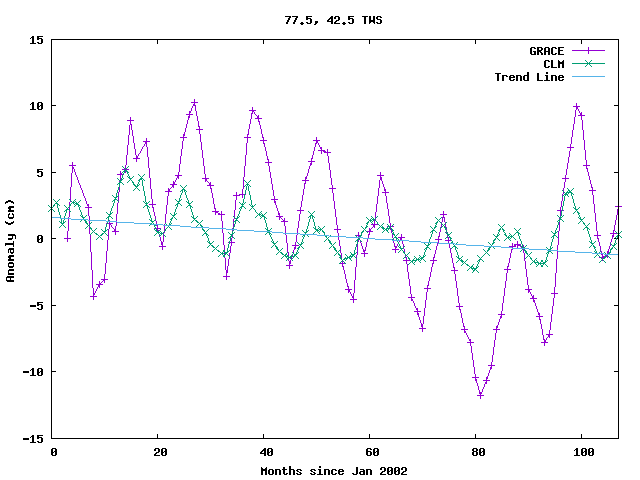 77.5, 42.5 TWS
GRACE
CLM
Trend Line
15
10
5
0
-5
-10
-15
Anomaly (cm)
0 20 40 60 80 100
Months since Jan 2002